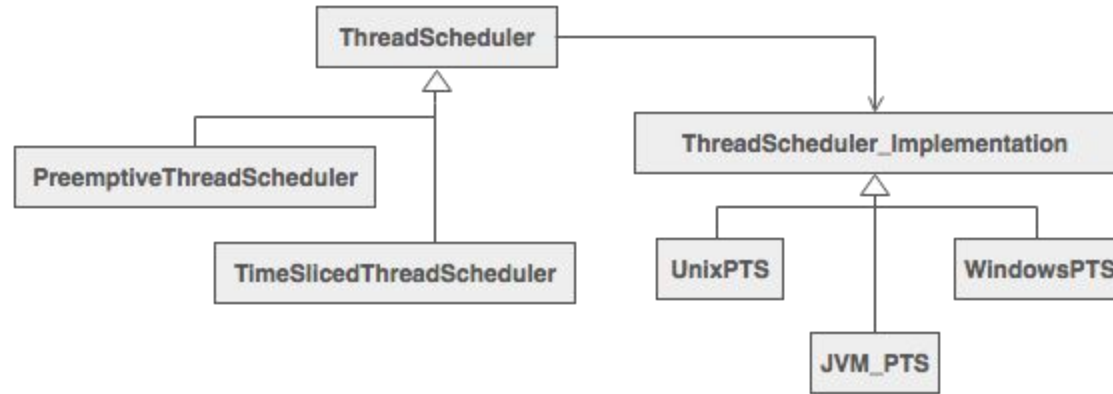 ThreadScheduler
ThreadScheduler_Implementation
PreemptiveThreadScheduler
TimeSlicedThreadScheduler
UnixPTS
WindowsPTS
JVM_PTS